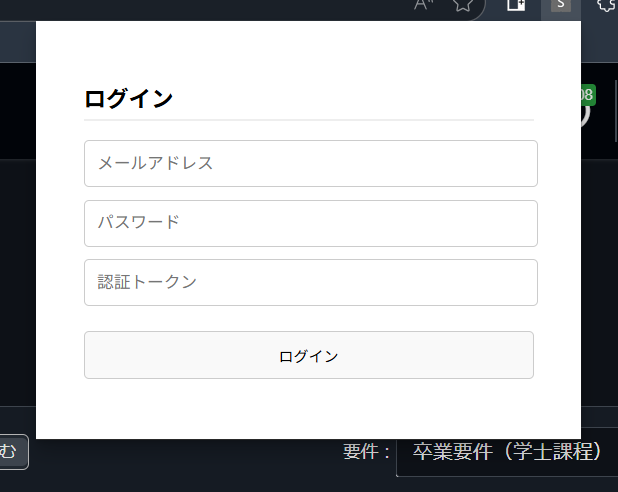 A
S
08
ログイン
メールアドレス
パスワード
認証トークン
ログイン
む
要件：
卒業要件（学士課程）